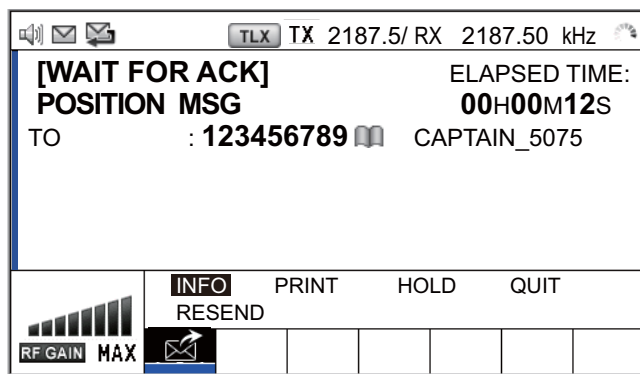 TLX TX 2187.5/ RX 2187.50 kHz
[WAIT FOR ACK] ELAPSED TIME:
POSITION MSG 00H00M12S
TO : 123456789 CAPTAIN_5075
INFO PRINT HOLD QUIT
RESEND
RF GAIN MAX